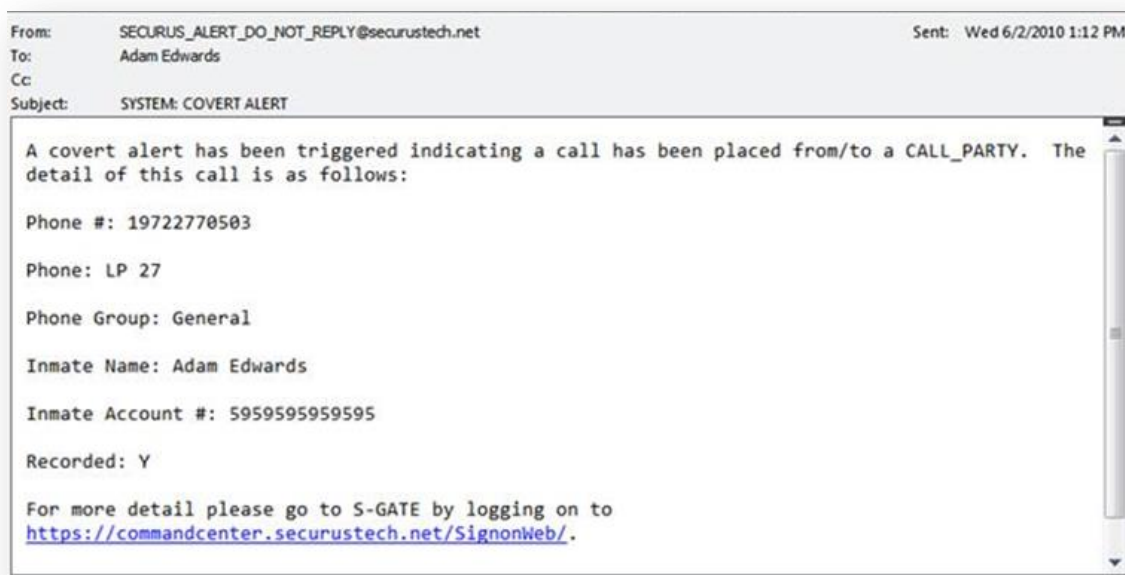 From: SECURUS_ALERT_DO_NOT_REPLY@securustech.net Sent: Wed 6/2/2010 1:12 PM
To: Adam Edwards
Cc:
Subject: SYSTEM: COVERT ALERT
A covert alert has been triggered indicating a call has been placed from/to a CALL_PARTY. The
detail of this call is as follows:
Phone #: 19722770503
Phone: LP 27
Phone Group: General
Inmate Name: Adam Edwards
Inmate Account #: 5959595959595
Recorded: Y
For more detail please go to S-GATE by logging on to
https://commandcenter.securustech.net/SignonWeb/.